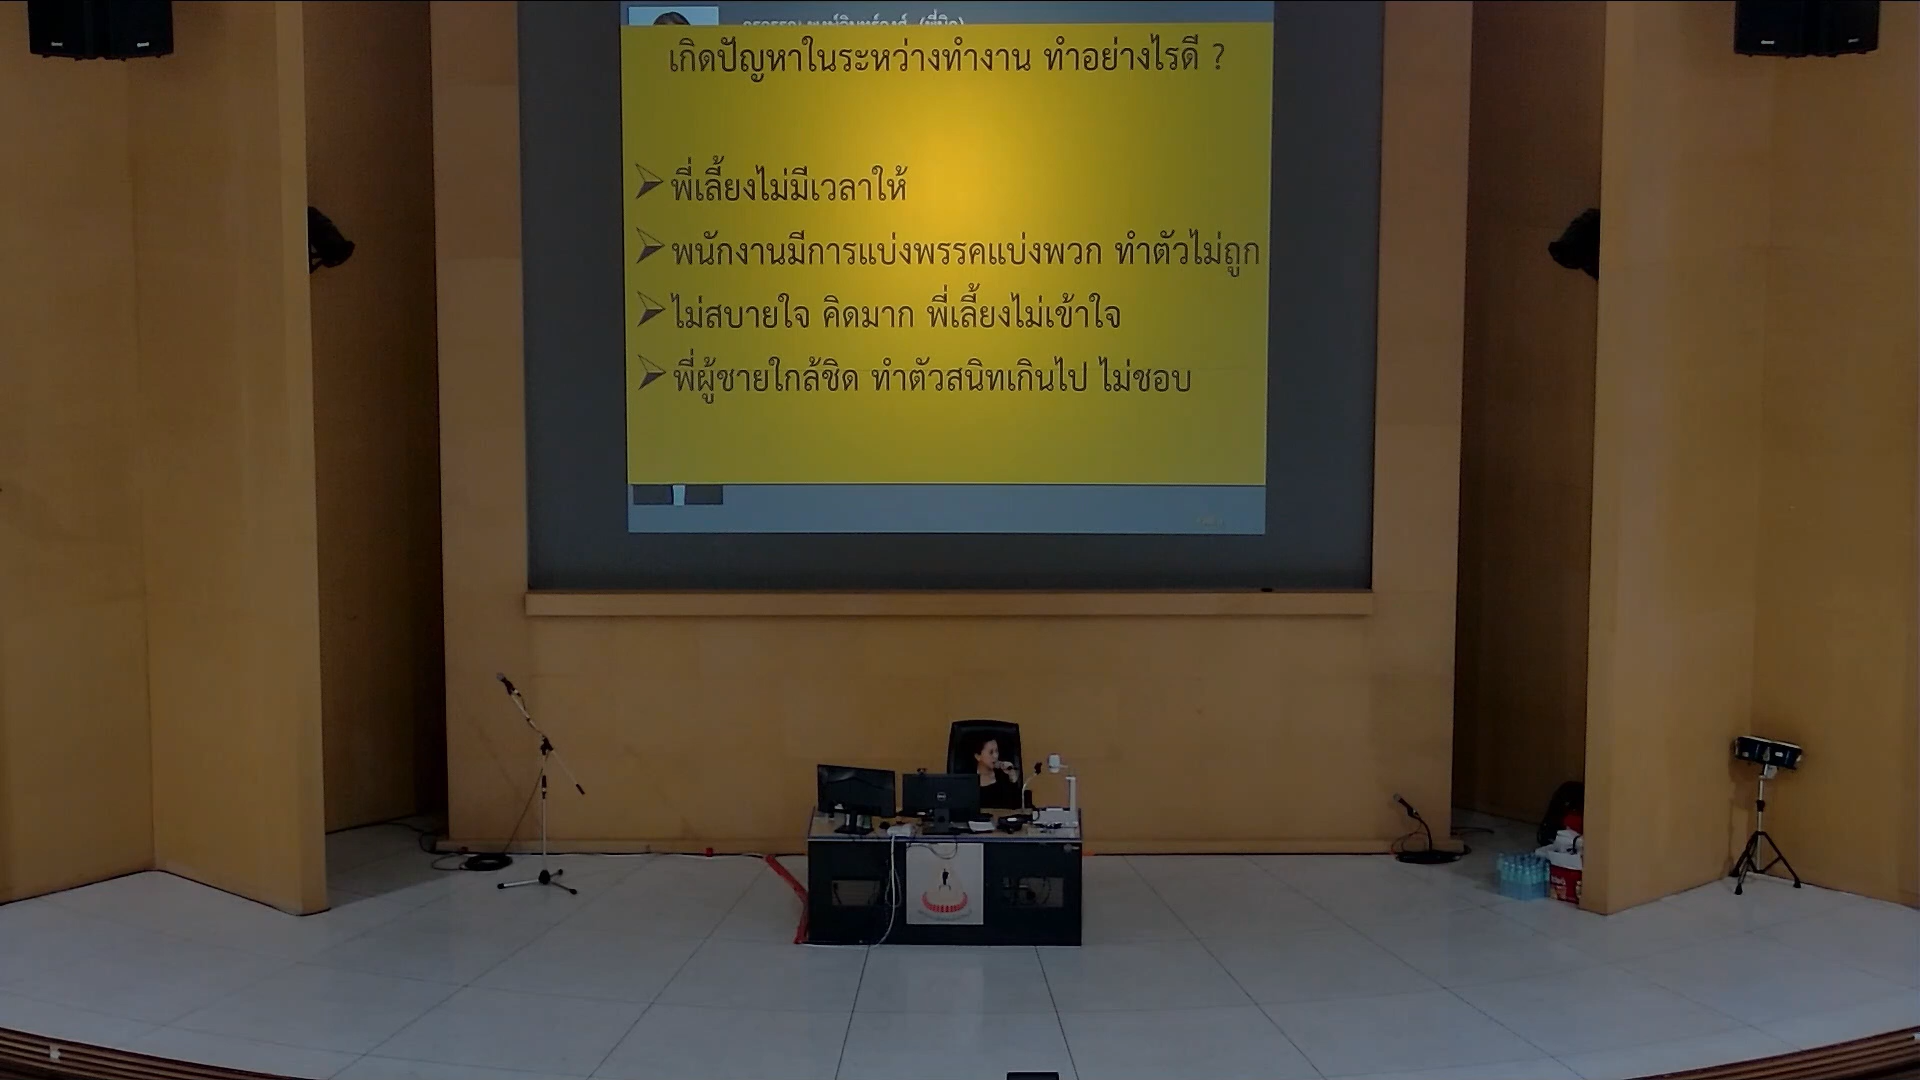 (พี่นิด)
เกิดปัญหาในระหว่างทำงาน ทำอย่างไรดี ?
พี่เลี้ยงไม่มีเวลาให้
พนักงานมีการแบ่งพรรคแบ่งพวก ทำตัวไม่ถูก
ไม่สบายใจ คิดมาก พี่เลี้ยงไม่เข้าใจ
พี่ผู้ชายใกล้ชิด ทำตัวสนิทเกินไป ไม่ชอบ